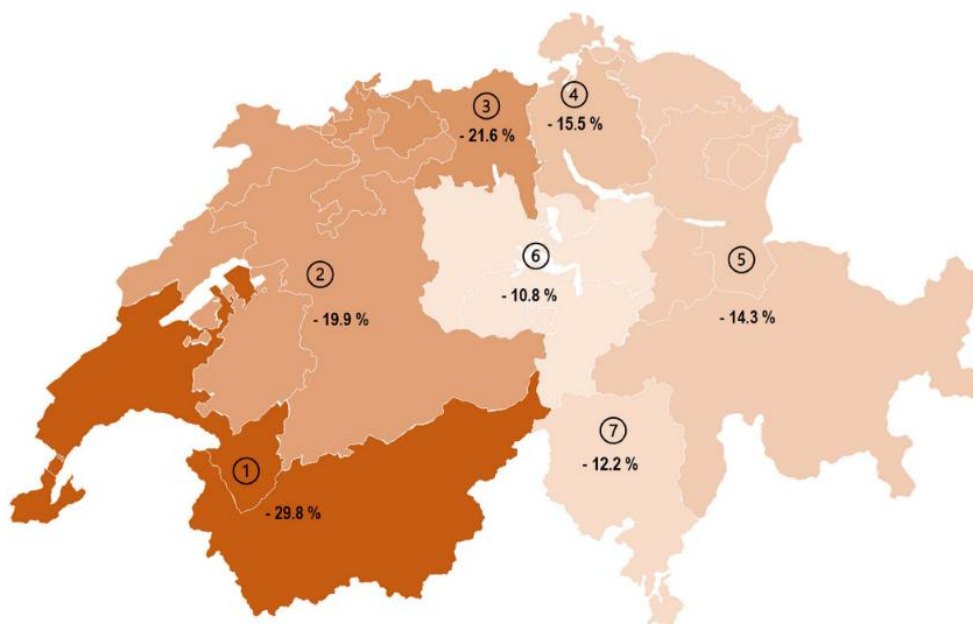 ③
- 21.6 %
④
- 15.5 %
②
- 19.9 %
⑥
- 10.8 %
⑤
- 14.3 %
①
- 29.8 %
⑦
- 12.2 %